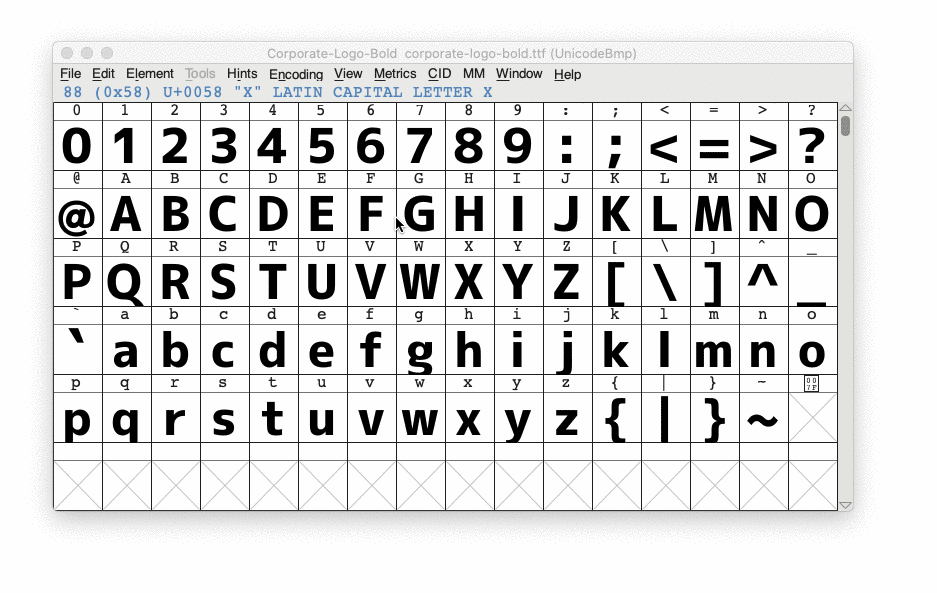 Corporate-Logo-Bold  corporate-logo-bold.ttf (UnicodeBmp)
File Edit Element Tools Hints Encoding View Metrics CID MM Window Help
88 (0x58) U+0058 "X" LATIN CAPITAL LETTER X
0 1 2 3 4 5 6 7 8 9 : ; < = > ?
0 1 2 3 4 5 6 7 8 9 : ; < = > ?
@ A B C D E F G H I J K L M N O
@ A B C D E F G H I J K L M N O
P Q R S T U V W X Y Z [ \ ] ^ _
P Q R S T U V W X Y Z [ \ ] ^ _
` a b c d e f g h i j k l m n o
` a b c d e f g h i j k l m n o
p q r s t u v w x y z { | } ~ 007F
p q r s t u v w x y z { | } ~